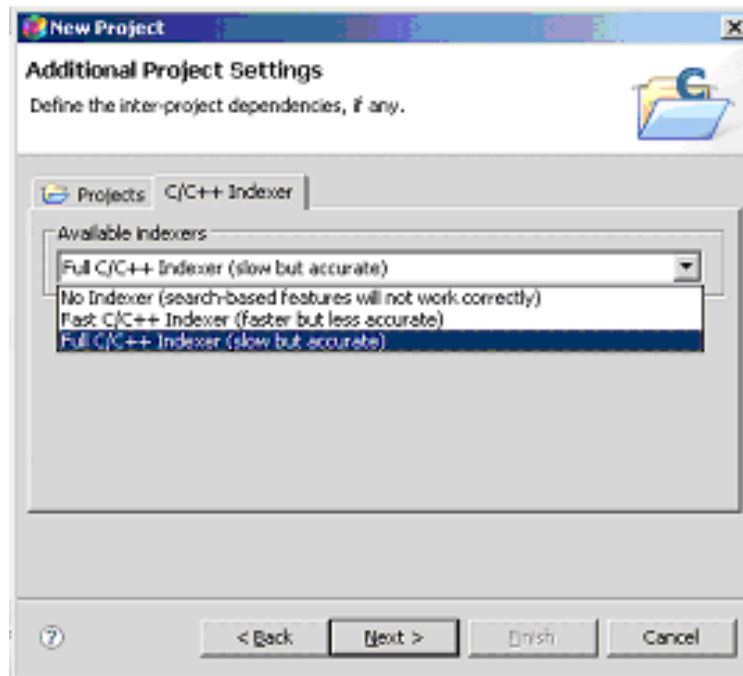 New Project
Additional Project Settings
Define the inter-project dependencies, if any.
C
Projects C/C++ Indexer
Available indexers
Full C/C++ Indexer (slow but accurate)
No Indexer (search-based features will not work correctly)
Fast C/C++ Indexer (faster but less accurate)
Full C/C++ Indexer (slow but accurate)
? < Back Next > Finish Cancel